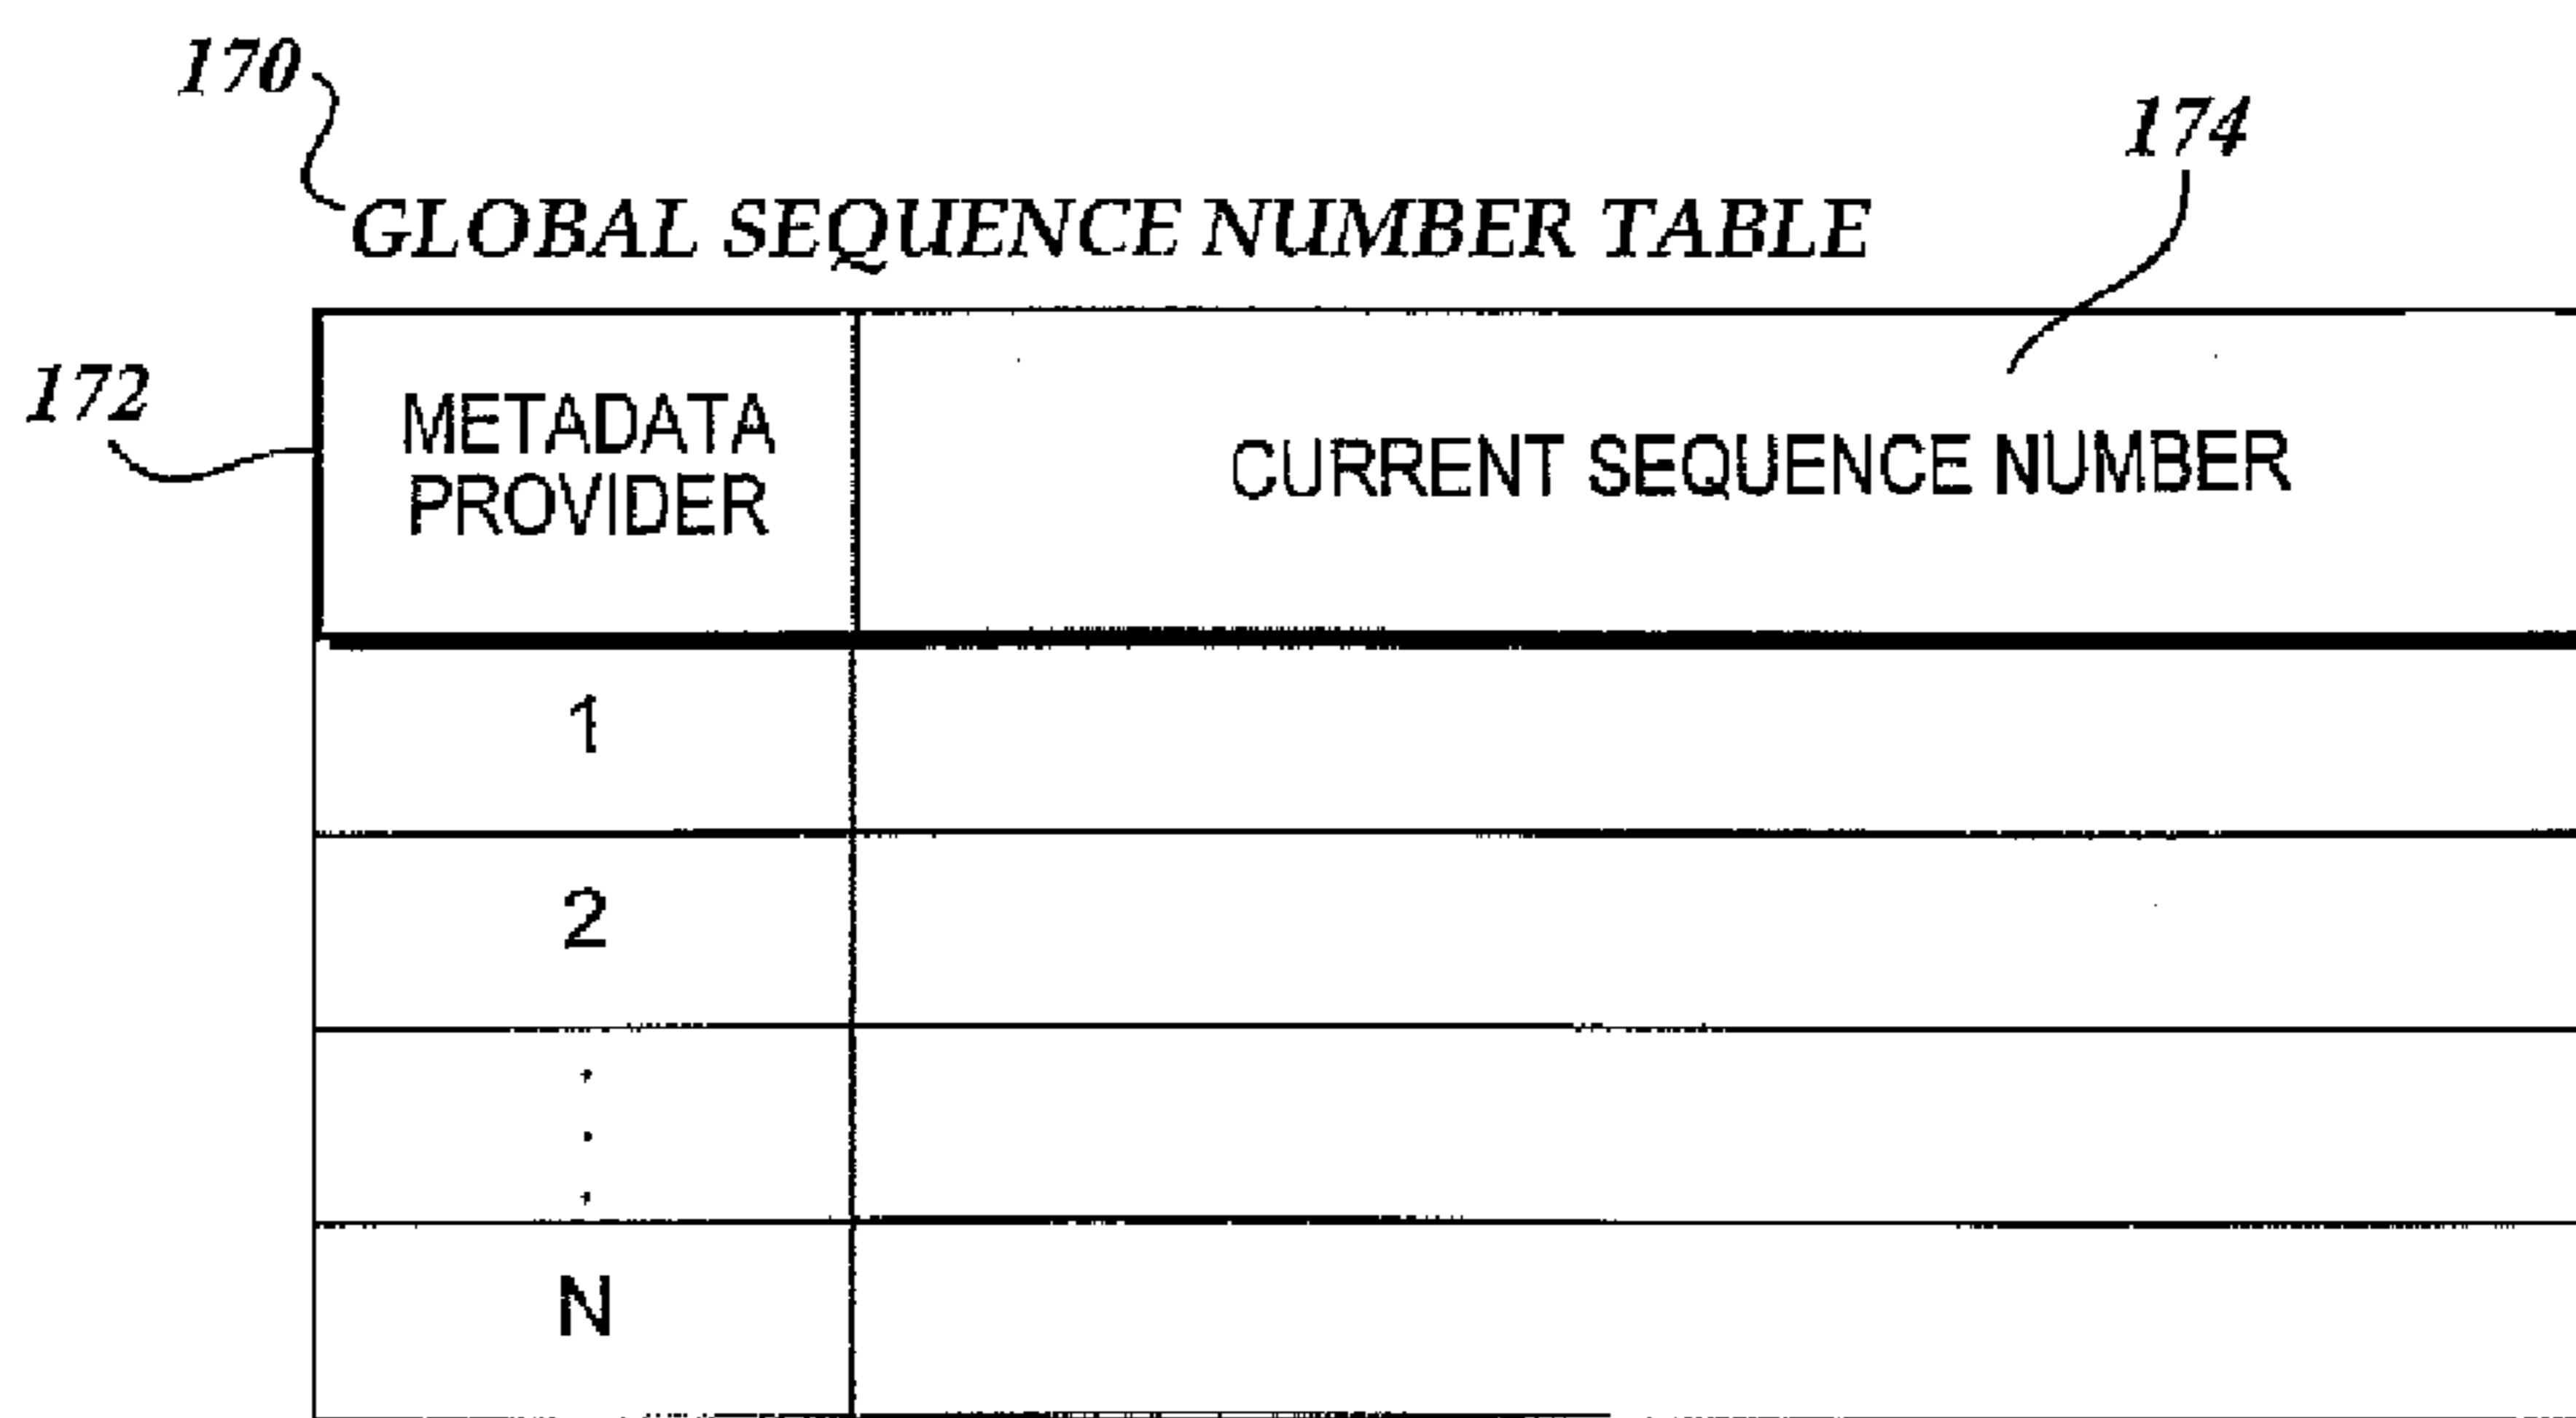 170
174
GLOBAL SEQUENCE NUMBER TABLE
172
METADATA
PROVIDER
CURRENT SEQUENCE NUMBER
1
2
.
.
.
N